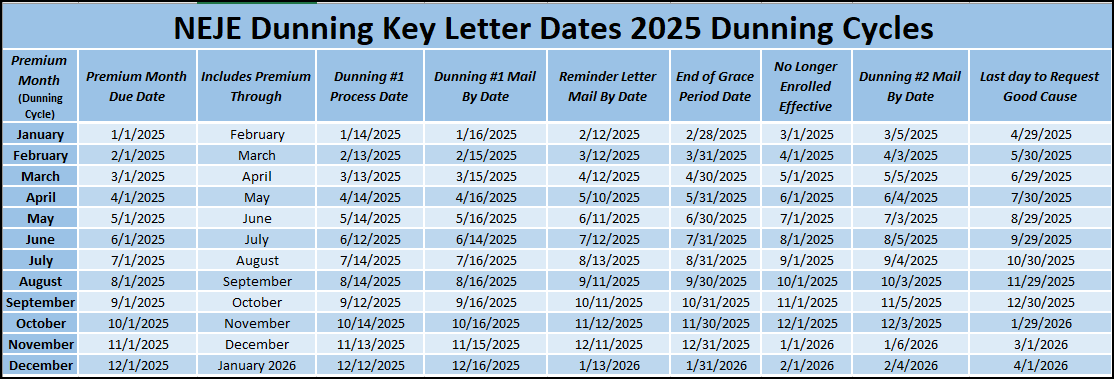 NEJE Dunning Key Letter Dates 2025 Dunning Cycles
Premium Month (Dunning Cycle) Premium Month Due Date Includes Premium Through Dunning #1 Process Date Dunning #1 Mail By Date Reminder Letter Mail By Date End of Grace Period Date No Longer Enrolled Effective Dunning #2 Mail By Date Last day to Request Good Cause
January 1/1/2025 February 1/14/2025 1/16/2025 2/12/2025 2/28/2025 3/1/2025 3/5/2025 4/29/2025
February 2/1/2025 March 2/13/2025 2/15/2025 3/12/2025 3/31/2025 4/1/2025 4/3/2025 5/30/2025
March 3/1/2025 April 3/13/2025 3/15/2025 4/12/2025 4/30/2025 5/1/2025 5/5/2025 6/29/2025
April 4/1/2025 May 4/14/2025 4/16/2025 5/10/2025 5/31/2025 6/1/2025 6/4/2025 7/30/2025
May 5/1/2025 June 5/14/2025 5/16/2025 6/11/2025 6/30/2025 7/1/2025 7/3/2025 8/29/2025
June 6/1/2025 July 6/12/2025 6/14/2025 7/12/2025 7/31/2025 8/1/2025 8/5/2025 9/29/2025
July 7/1/2025 August 7/14/2025 7/16/2025 8/13/2025 8/31/2025 9/1/2025 9/4/2025 10/30/2025
August 8/1/2025 September 8/14/2025 8/16/2025 9/11/2025 9/30/2025 10/1/2025 10/3/2025 11/29/2025
September 9/1/2025 October 9/12/2025 9/16/2025 10/11/2025 10/31/2025 11/1/2025 11/5/2025 12/30/2025
October 10/1/2025 November 10/14/2025 10/16/2025 11/12/2025 11/30/2025 12/1/2025 12/3/2025 1/29/2026
November 11/1/2025 December 11/13/2025 11/15/2025 12/11/2025 12/31/2025 1/1/2026 1/6/2026 3/1/2026
December 12/1/2025 January 2026 12/12/2025 12/16/2025 1/13/2026 1/31/2026 2/1/2026 2/4/2026 4/1/2026